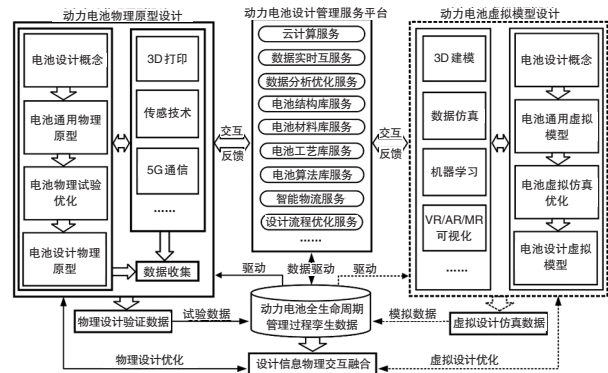 动力电池物理原型设计
电池设计概念
电池通用物理
原型
电池物理试验
优化
电池设计物理
原型
3D打印
传感技术
5G通信
......
数据收集
交互
反馈
动力电池设计管理服务平台
云计算服务
数据实时互服务
数据分析优化服务
电池结构库服务
电池材料库服务
电池工艺库服务
电池算法库服务
智能物流服务
设计流程优化服务
......
交互
反馈
动力电池虚拟模型设计
3D建模
数据仿真
机器学习
VR/AR/MR
可视化
......
电池设计概念
电池通用虚拟
模型
电池虚拟仿真
优化
电池设计虚拟
模型
驱动
数据驱动
驱动
物理设计验证数据
试验数据
动力电池全生命周期
管理过程孪生数据
模拟数据
虚拟设计仿真数据
物理设计优化
设计信息物理交互融合
虚拟设计优化